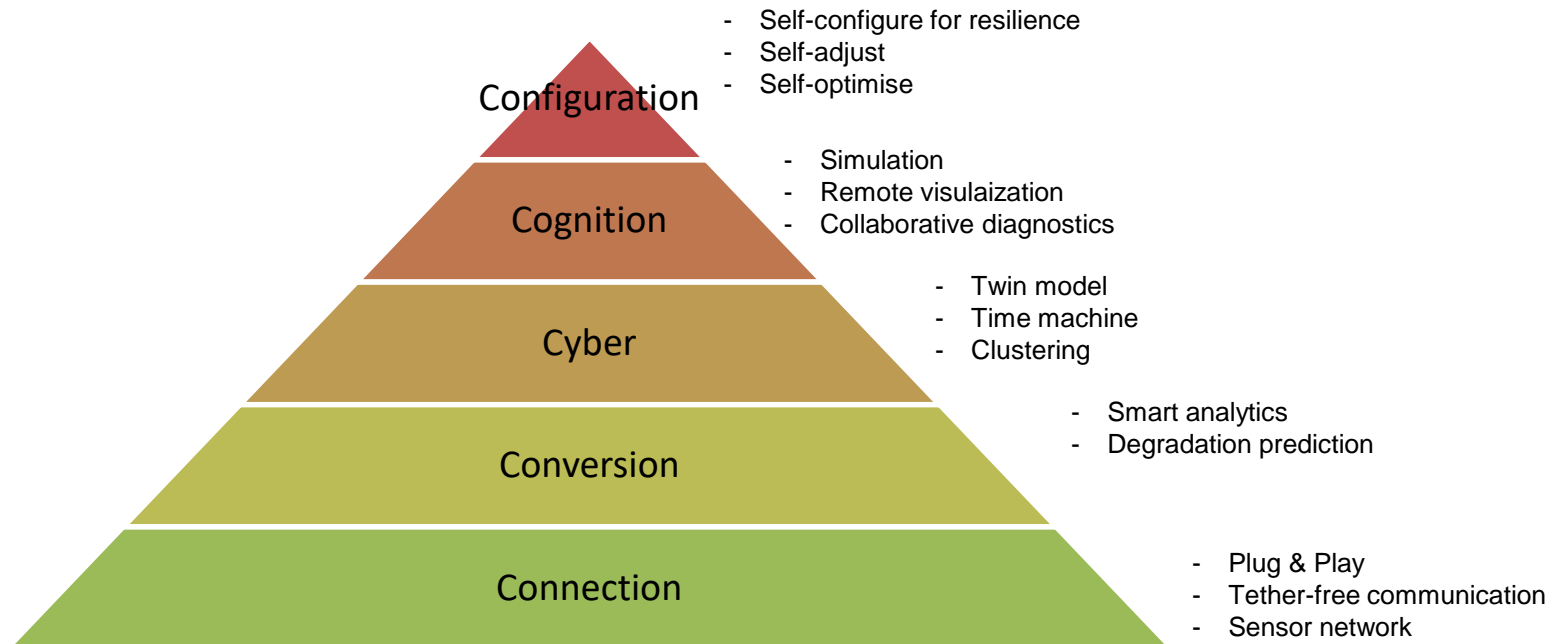 - Self-configure for resilience
- Self-adjust
- Self-optimise
Configuration
- Simulation
- Remote visulaization
- Collaborative diagnostics
Cognition
- Twin model
- Time machine
- Clustering
Cyber
- Smart analytics
- Degradation prediction
Conversion
- Plug & Play
- Tether-free communication
- Sensor network
Connection